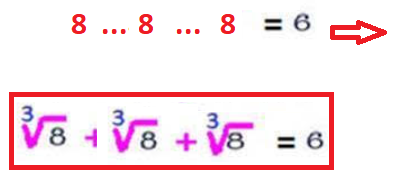 8 ... 8 ... 8 = 6
∛8 + ∛8 + ∛8 = 6